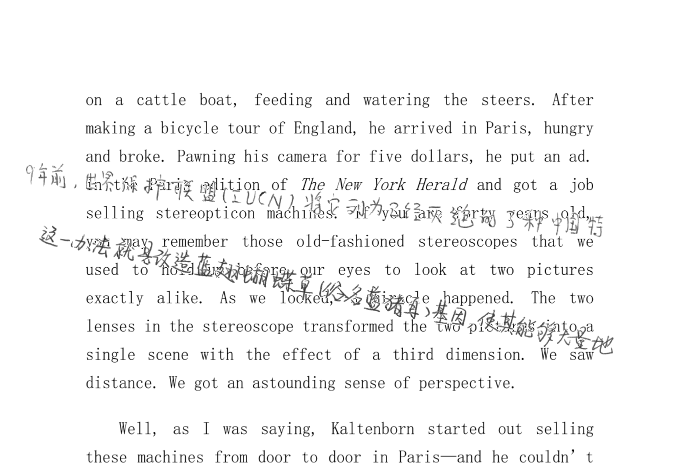 on a cattle boat, feeding and watering the steers. After
making a bicycle tour of England, he arrived in Paris, hungry
and broke. Pawning his camera for five dollars, he put an ad.
in the Paris edition of The New York Herald and got a job
9年前，世界保护联盟(IUCN)将它列为已经灭绝的了种中国特
selling stereopticon machines. If you are forty years old,
you may remember those old-fashioned stereoscopes that we
这一办法就是改造蓝翅蝴蝶草(俗名蓝猪耳)基因，使其能够大量地
used to hold up before our eyes to look at two pictures
exactly alike. As we looked, a miracle happened. The two
lenses in the stereoscope transformed the two pictures into a
single scene with the effect of a third dimension. We saw
distance. We got an astounding sense of perspective.
Well, as I was saying, Kaltenborn started out selling
these machines from door to door in Paris—and he couldn't